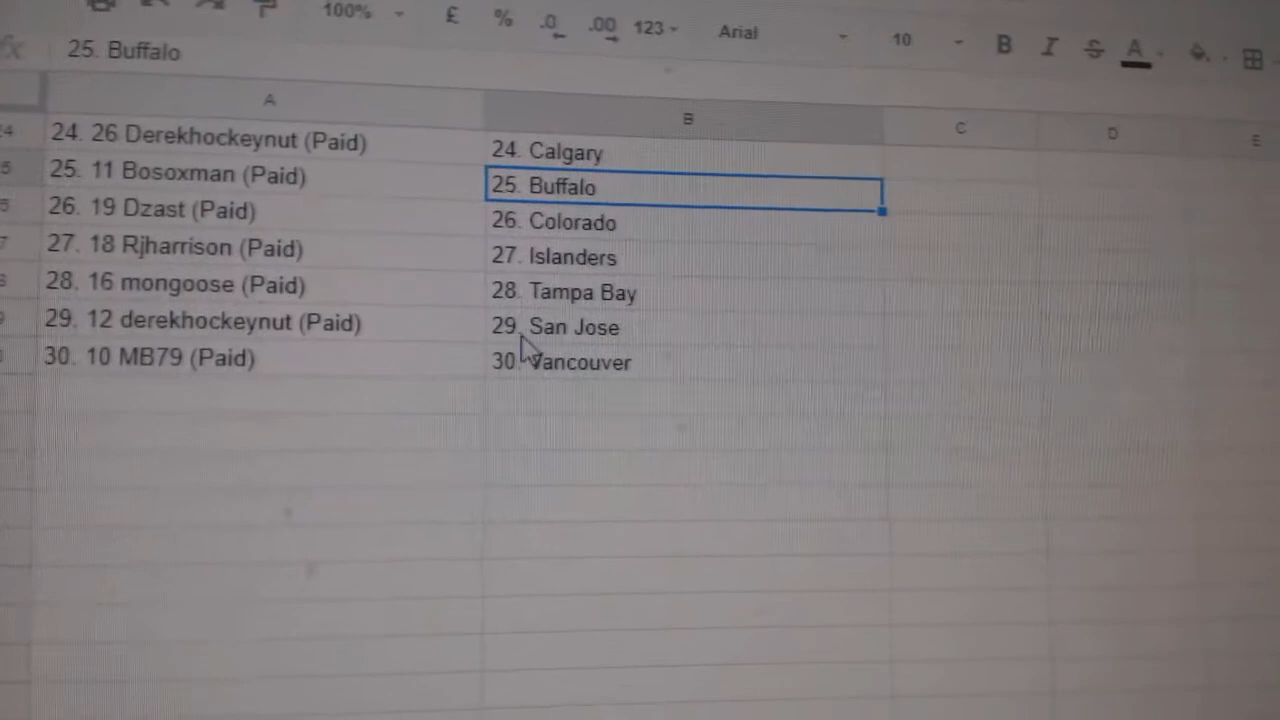 100% £ % .0 .00 123 Arial 10 B I S A
fx 25. Buffalo
A B C D E
24. 26 Derekhockeynut (Paid) 24. Calgary
25. 11 Bosoxman (Paid) 25. Buffalo
26. 19 Dzast (Paid) 26. Colorado
27. 18 Rjharrison (Paid) 27. Islanders
28. 16 mongoose (Paid) 28. Tampa Bay
29. 12 derekhockeynut (Paid) 29. San Jose
30. 10 MB79 (Paid) 30. Vancouver